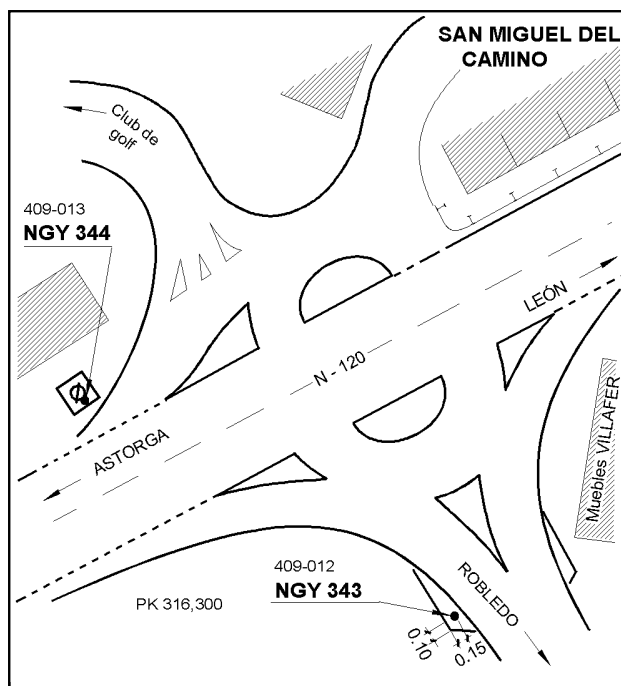 SAN MIGUEL DEL
CAMINO
Club de
golf
409-013
NGY 344
LEÓN
N - 120
ASTORGA
Muebles VILLAFER
409-012
NGY 343
PK 316,300
ROBLEDO
0.10
0.15